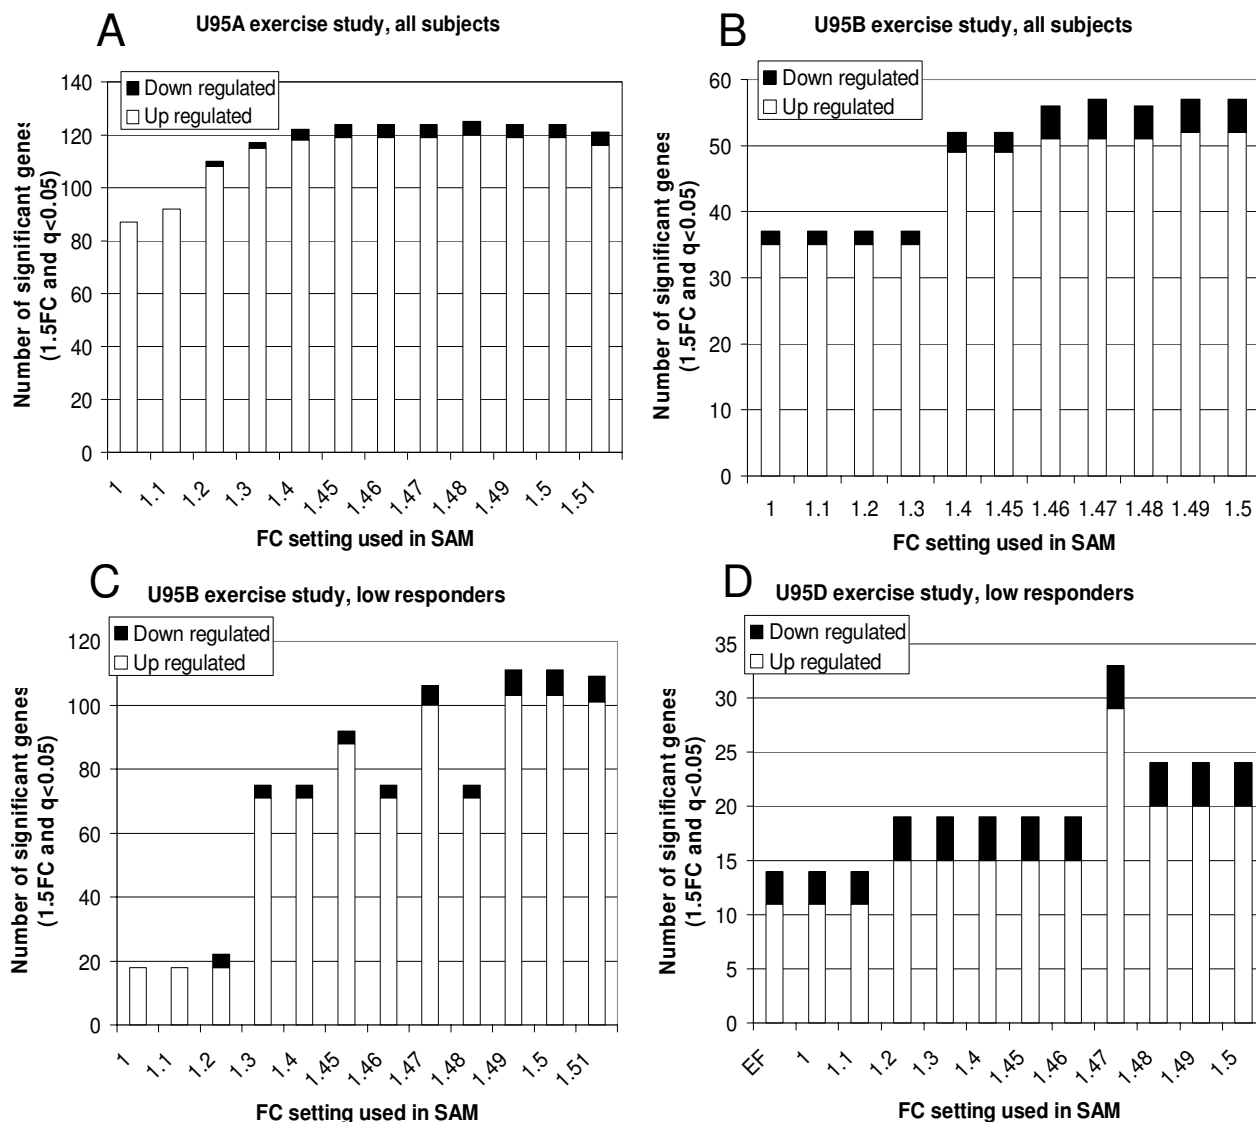 A
U95A exercise study, all subjects
Down regulated
Up regulated
140
120
100
80
60
40
20
0
Number of significant genes
(1.5FC and q<0.05)
1
1.1
1.2
1.3
1.4
1.45
1.46
1.47
1.48
1.49
1.5
1.51
FC setting used in SAM
B
U95B exercise study, all subjects
Down regulated
Up regulated
60
50
40
30
20
10
0
Number of significant genes
(1.5FC and q<0.05)
1 1.1 1.2 1.3 1.4 1.45 1.46 1.47 1.48 1.49 1.5
FC setting used in SAM
C
U95B exercise study, low responders
Down regulated
Up regulated
120
100
80
60
40
20
0
Number of significant genes
(1.5FC and q<0.05)
1
1.1
1.2
1.3
1.4
1.45
1.46
1.47
1.48
1.49
1.5
1.51
FC setting used in SAM
D
U95D exercise study, low responders
Down regulated
Up regulated
35
30
25
20
15
10
5
0
Number of significant genes
(1.5FC and q<0.05)
EF
1
1.1
1.2
1.3
1.4
1.45
1.46
1.47
1.48
1.49
1.5
FC setting used in SAM